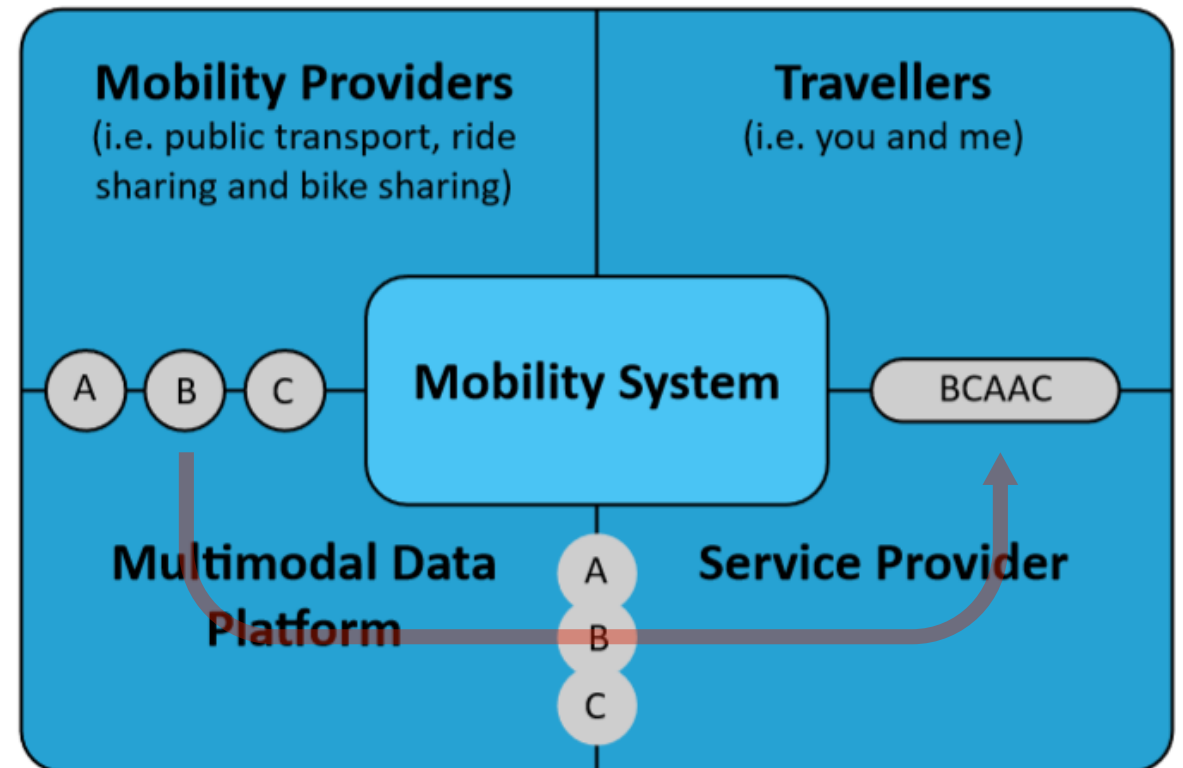 Mobility Providers
(i.e. public transport, ride
sharing and bike sharing)
Travellers
(i.e. you and me)
A
B
C
Mobility System
BCAAC
Multimodal Data
Platform
A
B
C
Service Provider